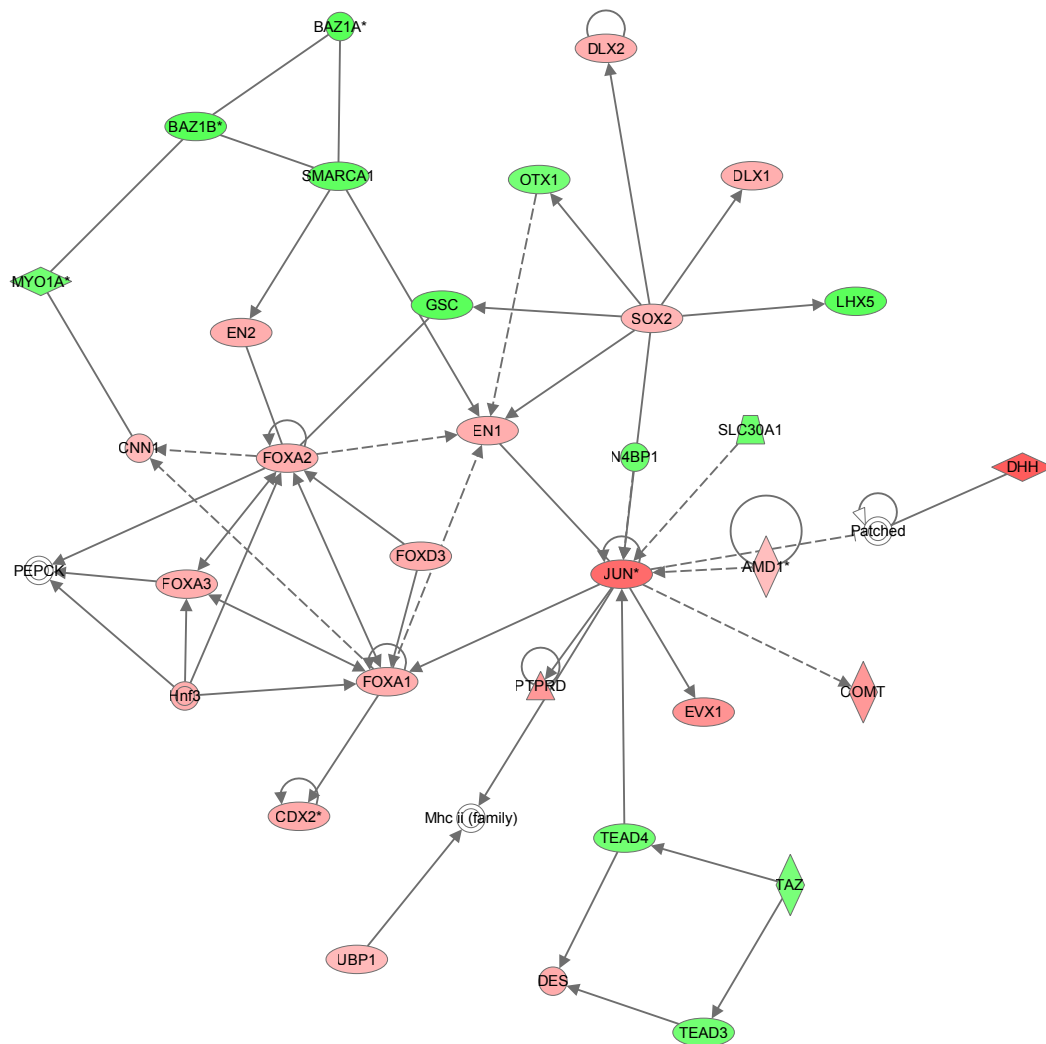 BAZ1A*
DLX2
BAZ1B*
SMARCA1
OTX1
DLX1
MYO1A*
GSC
LHX5
SOX2
EN2
EN1
SLC30A1
CNN1
FOXA2
N4BP1
DHH
Patched
FOXD3
PEPCK
FOXA3
JUN*
AMD1*
FOXA1
Hnf3
PTPRD
COMT
EVX1
CDX2*
Mhc ii (family)
TEAD4
TAZ
UBP1
DES
TEAD3